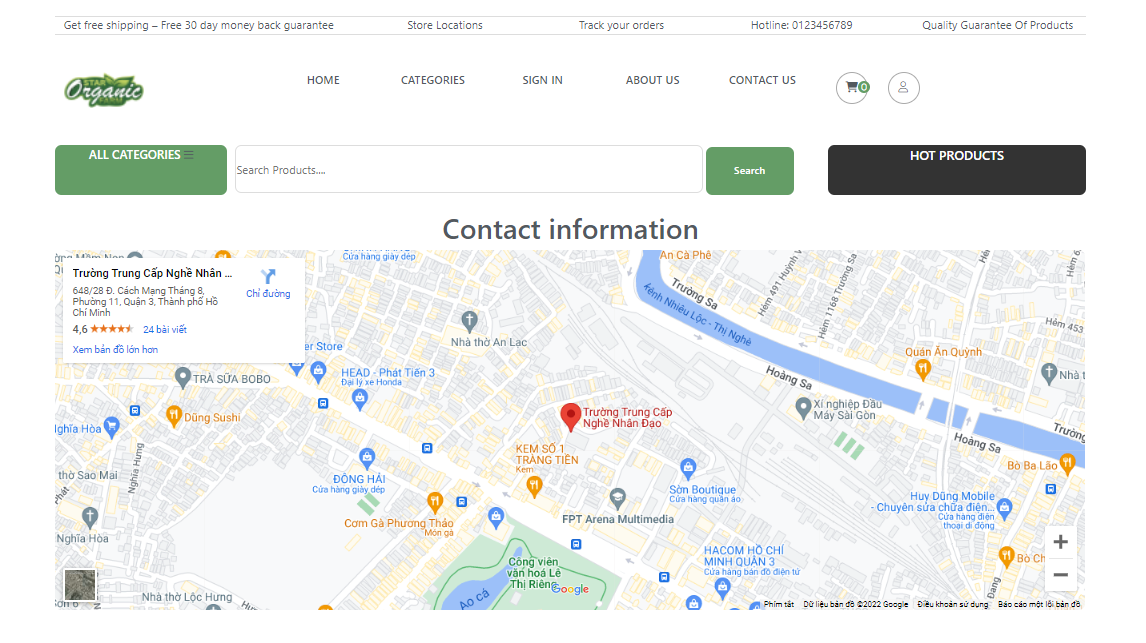 Get free shipping – Free 30 day money back guarantee
Store Locations
Track your orders
Hotline: 0123456789
Quality Guarantee Of Products
STAR
Organic
HOME
CATEGORIES
SIGN IN
ABOUT US
CONTACT US
0
ALL CATEGORIES
Search Products....
Search
HOT PRODUCTS
Contact information
Trường Trung Cấp Nghề Nhân ...
648/28 Đ. Cách Mạng Tháng 8,
Phường 11, Quận 3, Thành phố Hồ
Chí Minh
Chỉ đường
4,6
24 bài viết
Xem bản đồ lớn hơn
Cửa hàng giày dép
An Cà Phê
Trường Sa
Hẻm 491 Huỳnh V
Hẻm 1168 Trường Sa
Hẻm 453
kênh Nhiêu Lộc - Thị Nghè
Nhà thờ An Lạc
er Store
TRÀ SỮA BOBO
HEAD - Phát Tiến 3
Đại lý xe Honda
Quán Ăn Quỳnh
Hoàng Sa
Nhà t
Dũng Sushi
Nghĩa Hòa
Trường Trung Cấp
Nghề Nhân Đạo
Xí nghiệp Đầu
Máy Sài Gòn
Trường
Hoàng Sa
KEM SỐ 1
TRÀNG TIỀN
Kem
Nghĩa Hưng
thờ Sao Mai
Phát
ĐÔNG HẢI
Cửa hàng giày dép
Sờn Boutique
Cửa hàng quần áo
Bò Ba Lão
Cơm Gà Phương Thảo
Món gà
FPT Arena Multimedia
Huy Dũng Mobile
- Chuyên sửa chữa điện...
Cửa hàng điện
thoại di động
Nghĩa Hòa
Công viên
văn hoá Lê
Thị Riêng
HACOM HỒ CHÍ
MINH QUẬN 3
Cửa hàng bán đồ điện tử
Bò Ch
Đặng
Nhà thờ Lộc Hưng
Ao cá
Google
Phím tắt
Dữ liệu bản đồ ©2022 Google
Điều khoản sử dụng
Báo cáo một lỗi bản đồ